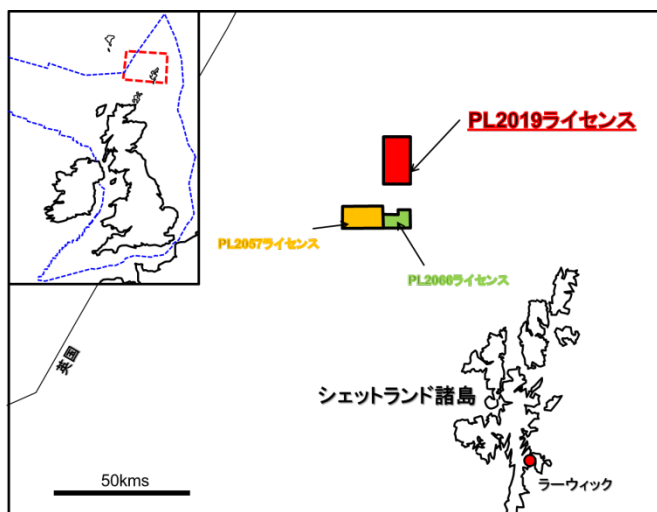 PL2019ライセンス
PL2057ライセンス
PL2066ライセンス
英国
シェットランド諸島
ラーウィック
50kms